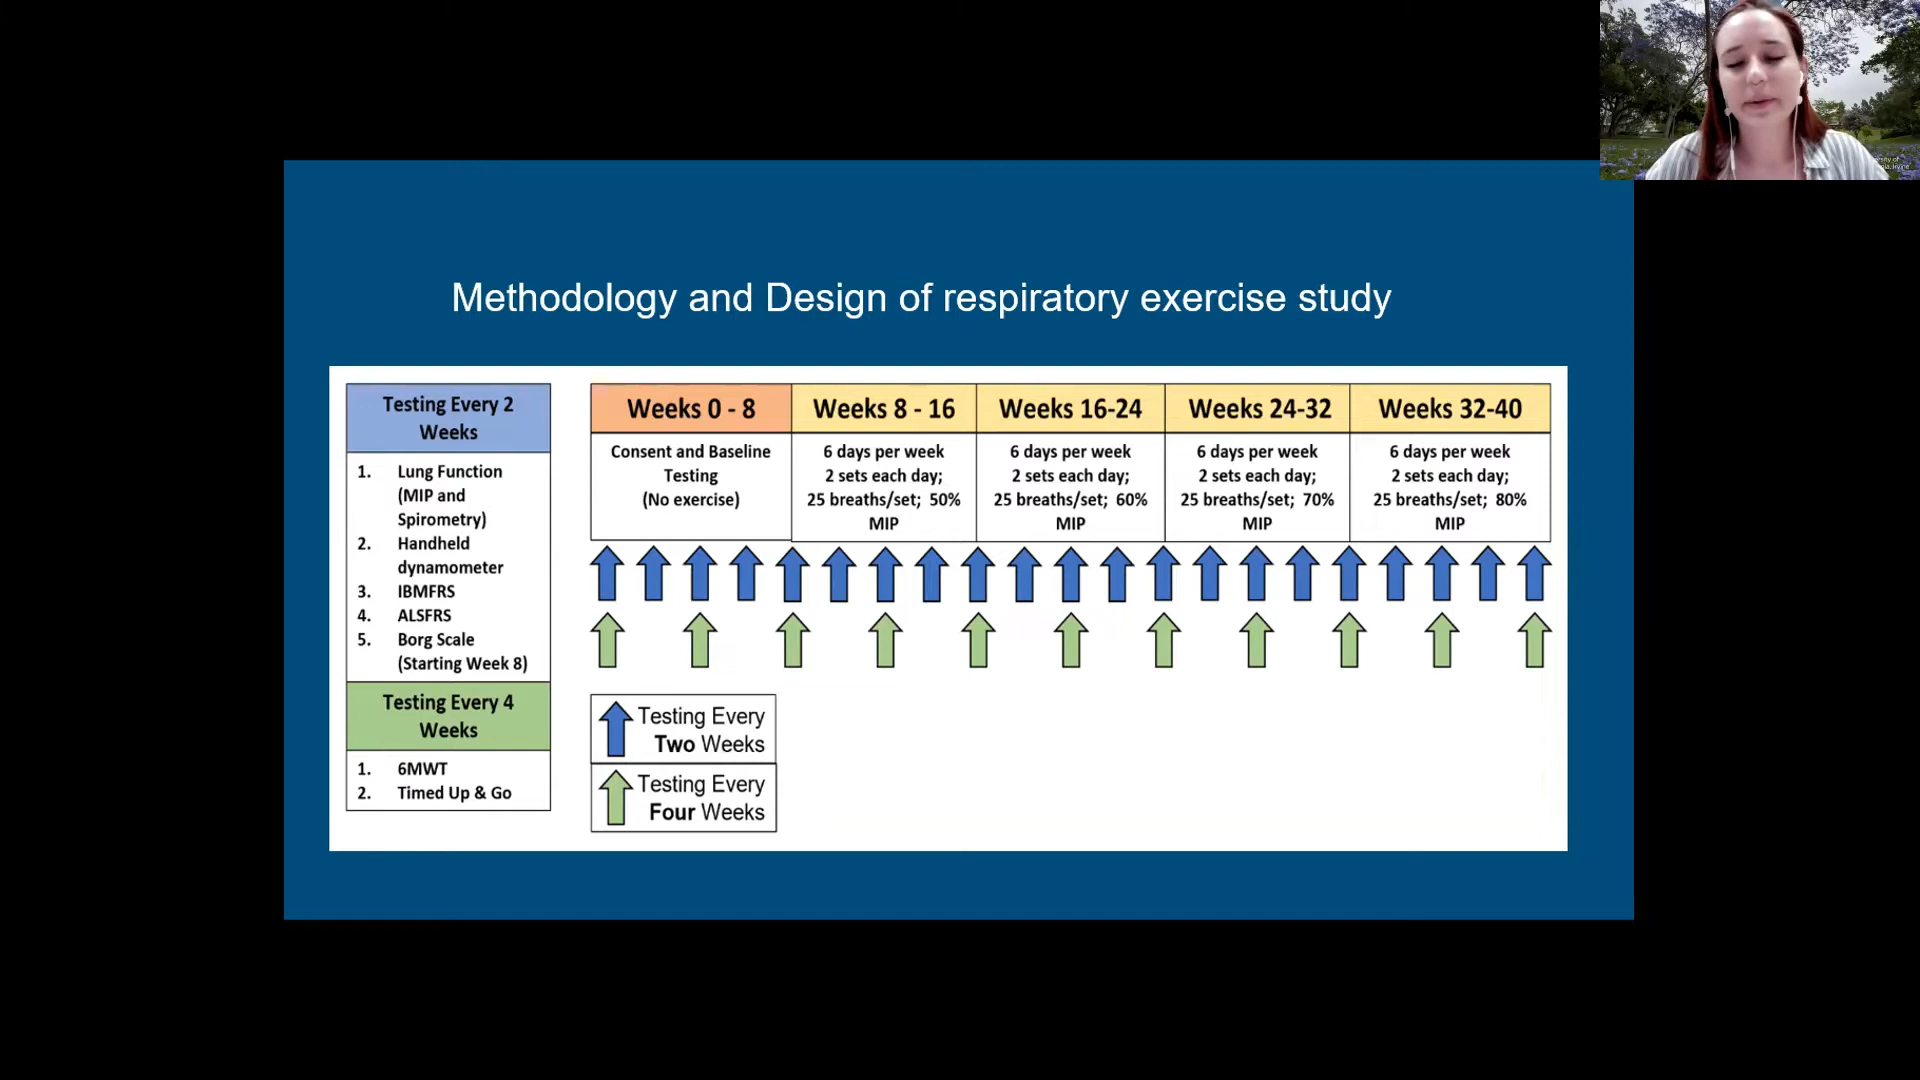 Methodology and Design of respiratory exercise study
Testing Every 2
Weeks
1. Lung Function
(MIP and
Spirometry)
2. Handheld
dynamometer
3. IBMFRS
4. ALSFRS
5. Borg Scale
(Starting Week 8)
Testing Every 4
Weeks
1. 6MWT
2. Timed Up & Go
Weeks 0 - 8
Consent and Baseline
Testing
(No exercise)
Weeks 8 - 16
6 days per week
2 sets each day;
25 breaths/set; 50%
MIP
Weeks 16-24
6 days per week
2 sets each day;
25 breaths/set; 60%
MIP
Weeks 24-32
6 days per week
2 sets each day;
25 breaths/set; 70%
MIP
Weeks 32-40
6 days per week
2 sets each day;
25 breaths/set; 80%
MIP
Testing Every
Two Weeks
Testing Every
Four Weeks